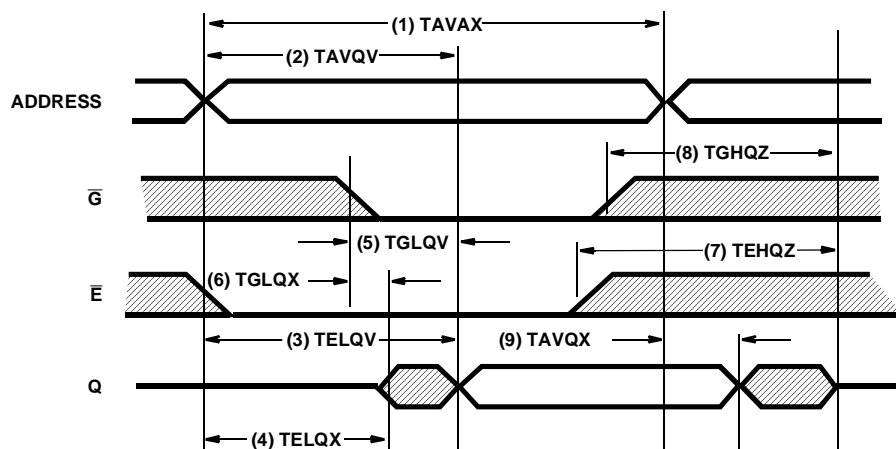 (1) TAVAX
(2) TAVQV
ADDRESS
(8) TGHQZ
G̅
(5) TGLQV
(7) TEHQZ
(6) TGLQX
E̅
(3) TELQV
(9) TAVQX
Q
(4) TELQX